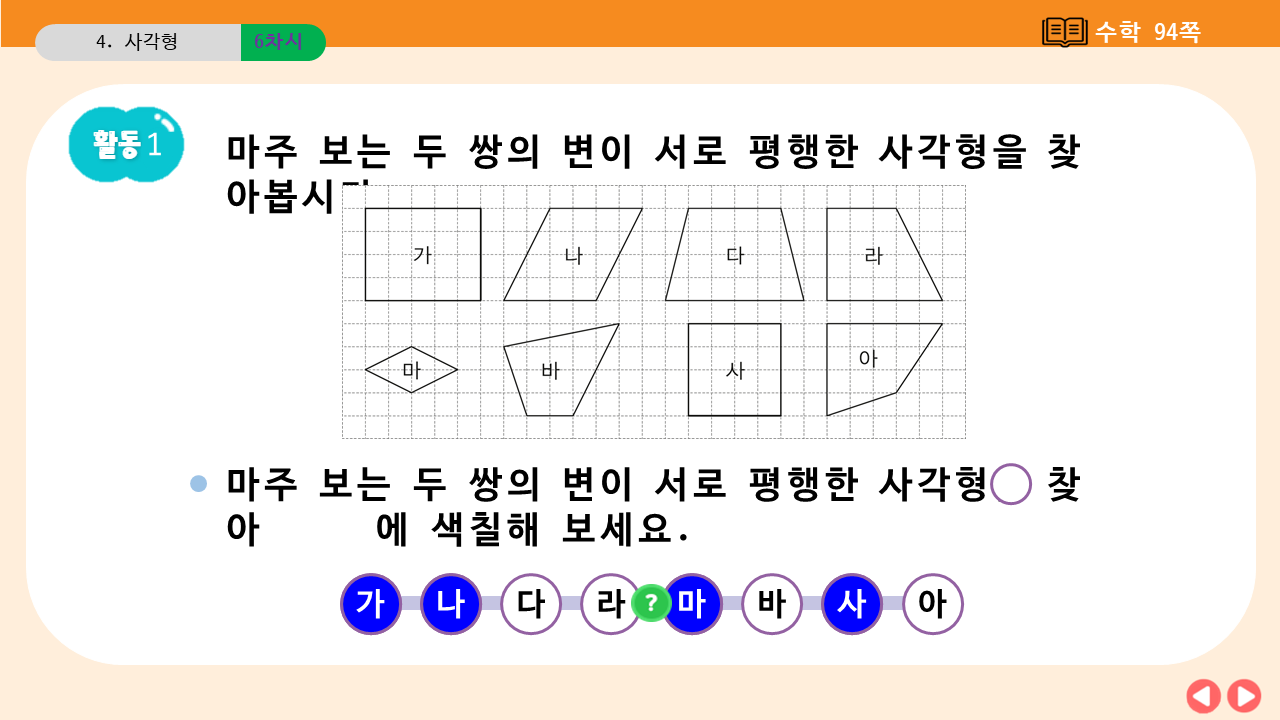 4. 사각형
6차시
수학 94쪽
활동 1
마주 보는 두 쌍의 변이 서로 평행한 사각형을 찾
아봅시
가 나 다 라
마 바 사 아
마주 보는 두 쌍의 변이 서로 평행한 사각형 찾
아 에 색칠해 보세요.
가 나 다 라 ? 마 바 사 아